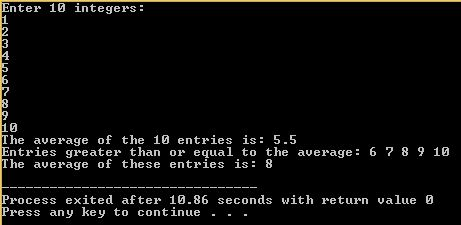 Enter 10 integers:
1
2
3
4
5
6
7
8
9
10
The average of the 10 entries is: 5.5
Entries greater than or equal to the average: 6 7 8 9 10
The average of these entries is: 8
--------------------------------
Process exited after 10.86 seconds with return value 0
Press any key to continue . . .